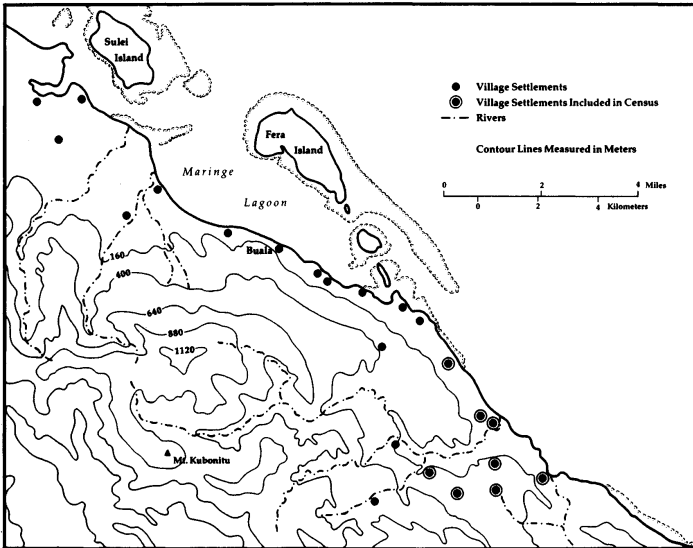 Sulei
Island
Village Settlements
Village Settlements Included in Census
Rivers
Fera
Island
Contour Lines Measured in Meters
Maringe
Lagoon
0 2 4 Miles
0 2 4 Kilometers
Buala
160
400
640
880
1120
Mt. Kubonitu